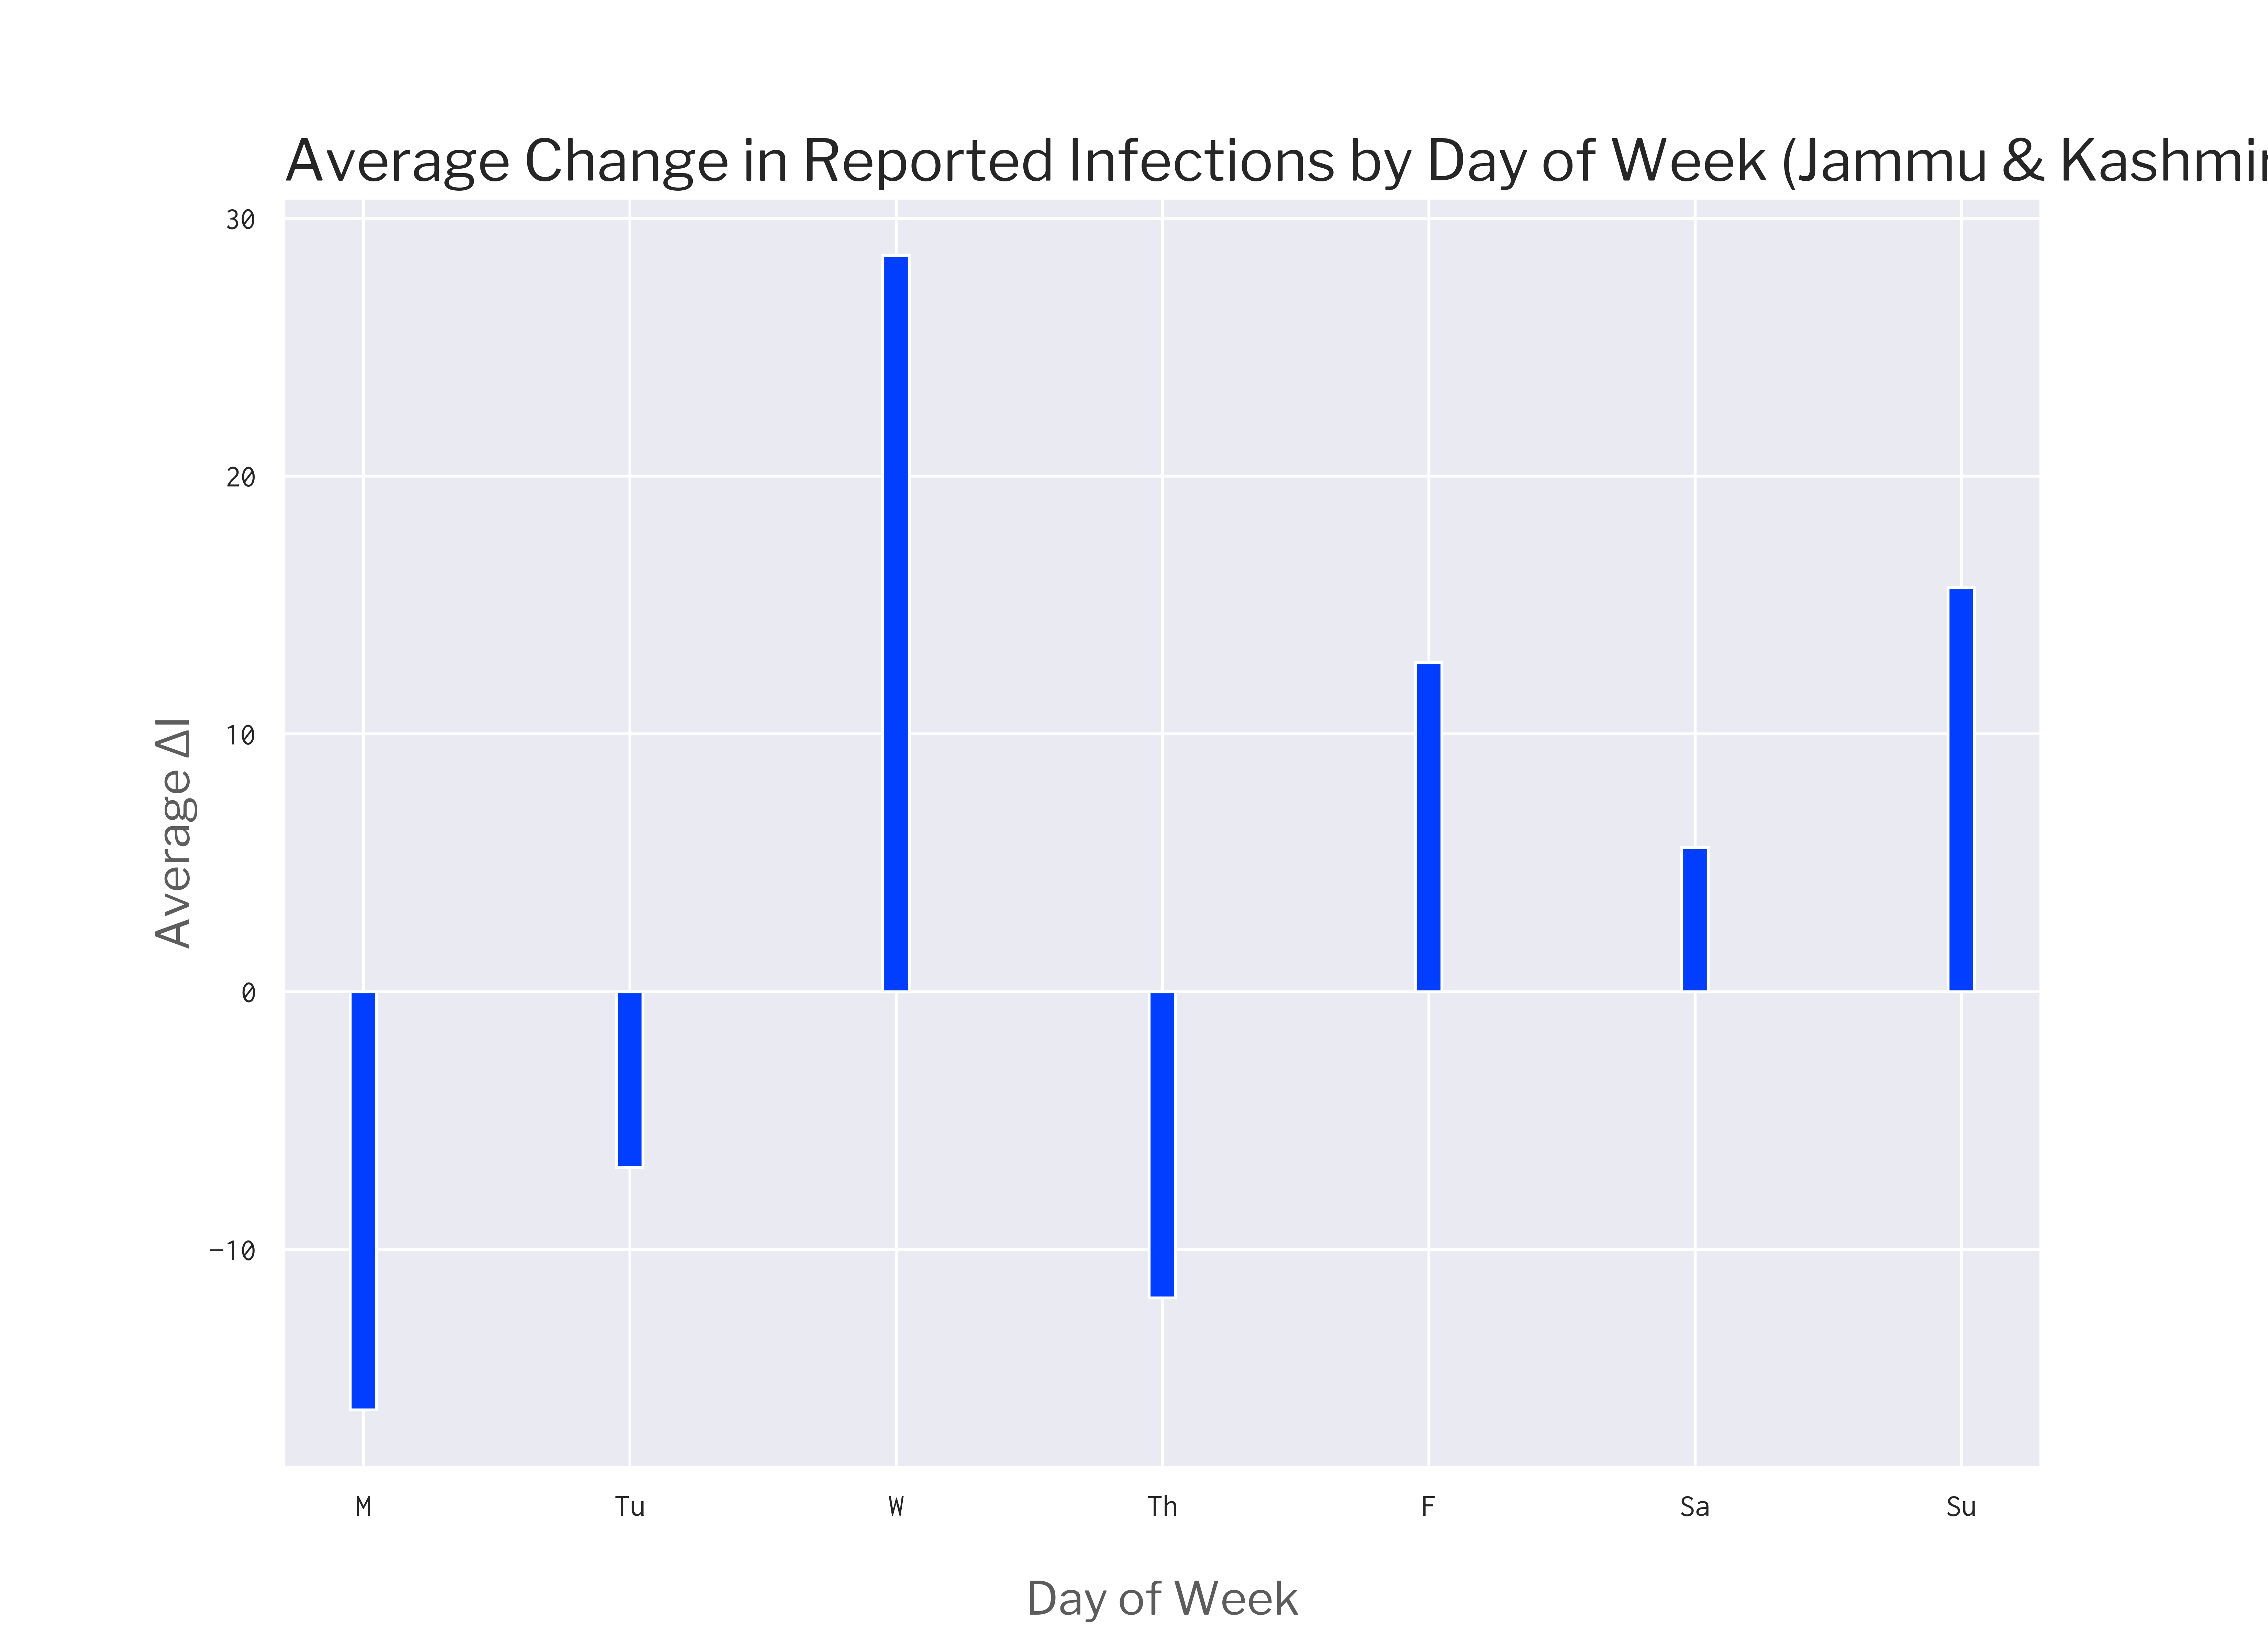 Average Change in Reported Infections by Day of Week (Jammu & Kashmir
30
20
10
0
−10
Average ΔI
M Tu W Th F Sa Su
Day of Week